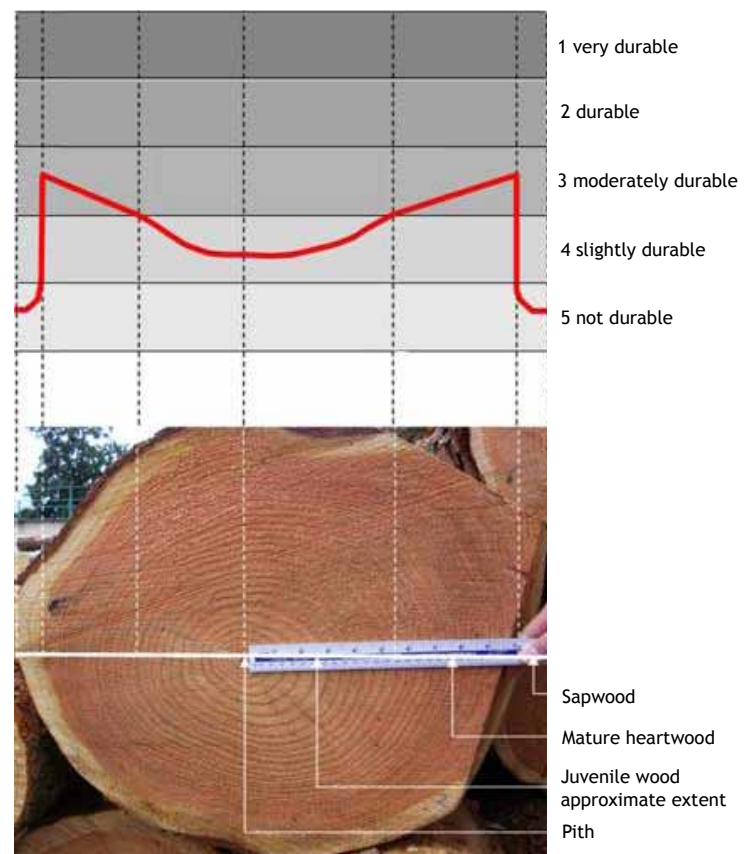 1 very durable
2 durable
3 moderately durable
4 slightly durable
5 not durable
Sapwood
Mature heartwood
Juvenile wood
approximate extent
Pith